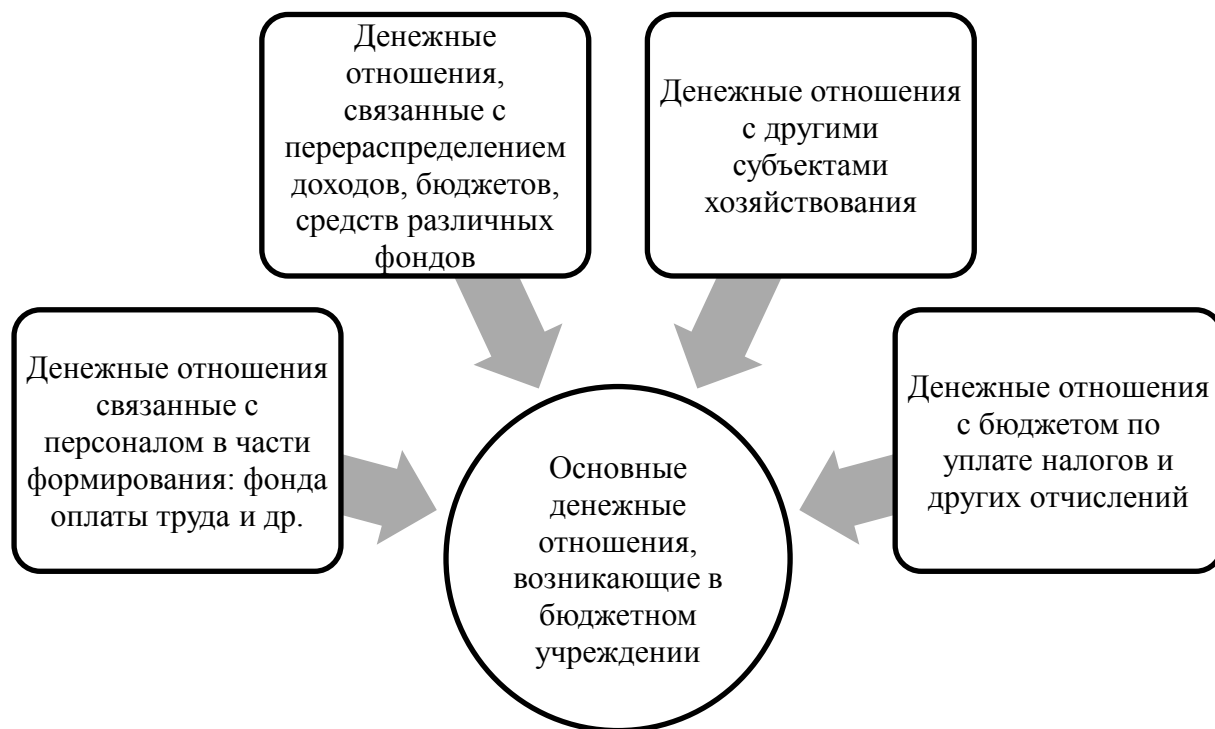 Денежные
отношения,
связанные с
перераспределением
доходов, бюджетов,
средств различных
фондов
Денежные отношения
с другими
субъектами
хозяйствования
Денежные отношения
связанные с
персоналом в части
формирования: фонда
оплаты труда и др.
Денежные отношения
с бюджетом по
уплате налогов и
других отчислений
Основные
денежные
отношения,
возникающие в
бюджетном
учреждении